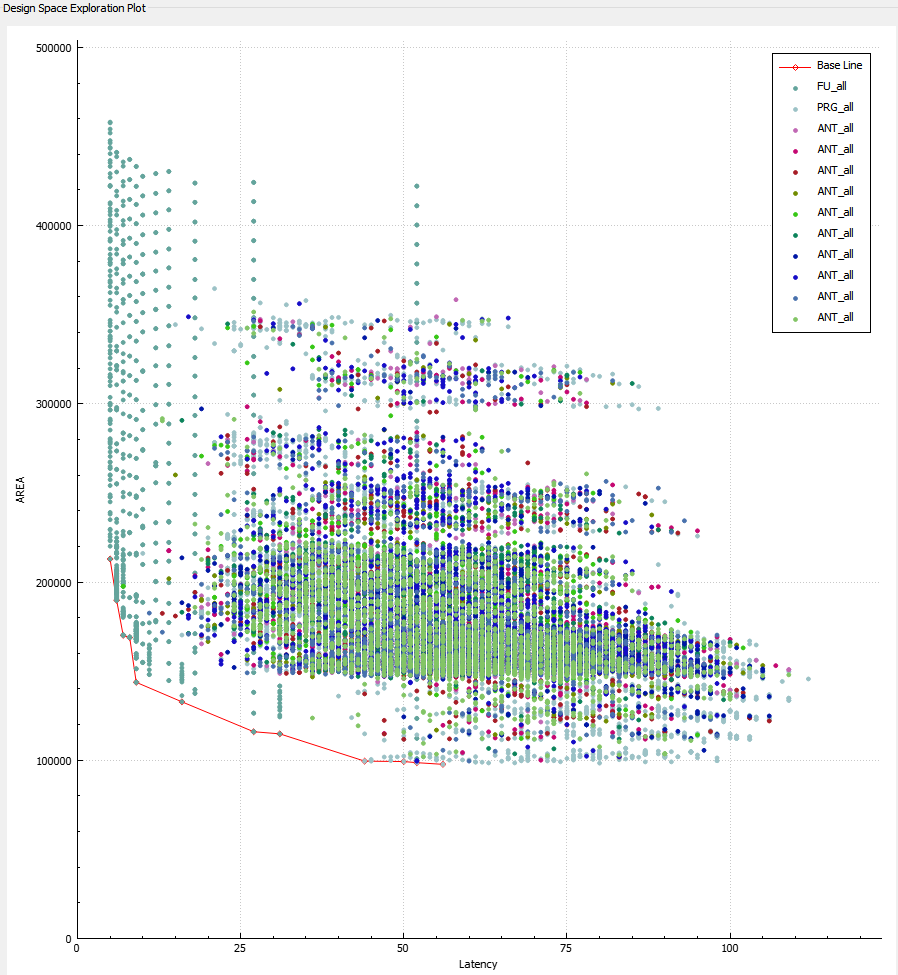 Design Space Exploration Plot
500000
400000
300000
200000
100000
0
AREA
0 25 50 75 100
Latency
Base Line
FU_all
PRG_all
ANT_all
ANT_all
ANT_all
ANT_all
ANT_all
ANT_all
ANT_all
ANT_all
ANT_all
ANT_all